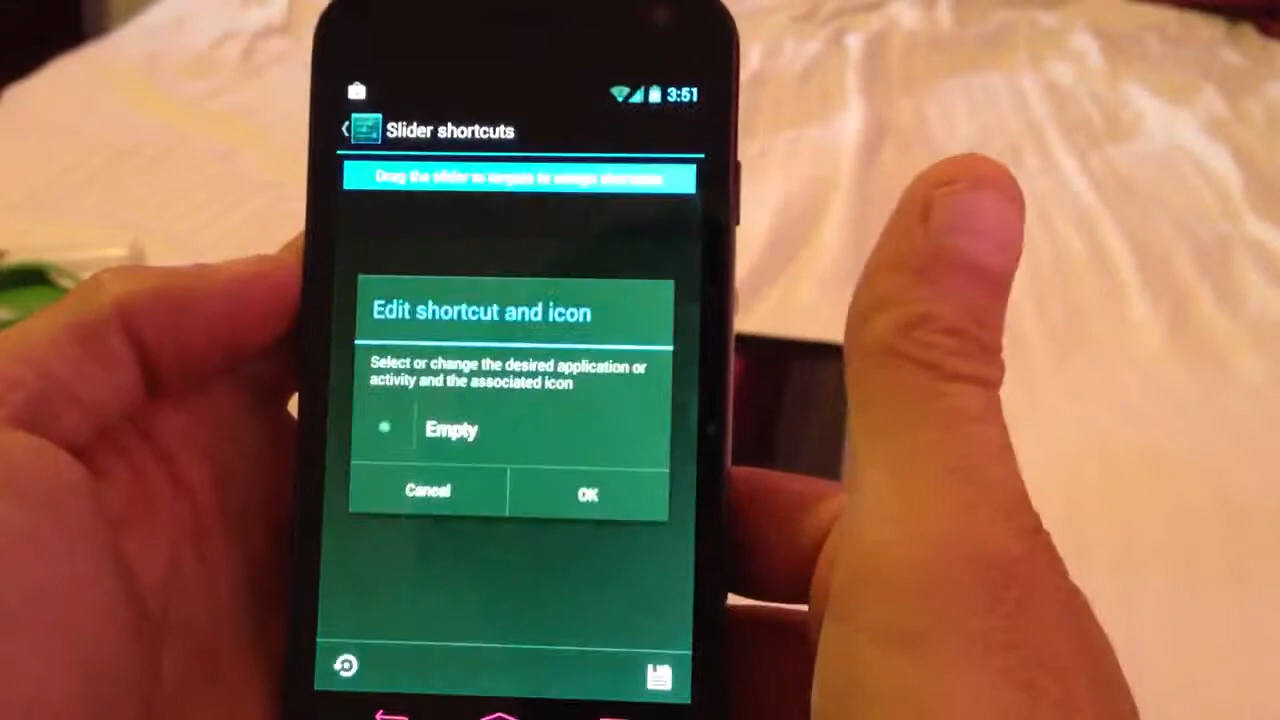 3:51
Slider shortcuts
Drag the slider to targets to assign shortcuts
Edit shortcut and icon
Select or change the desired application or
activity and the associated icon
Empty
Cancel
OK